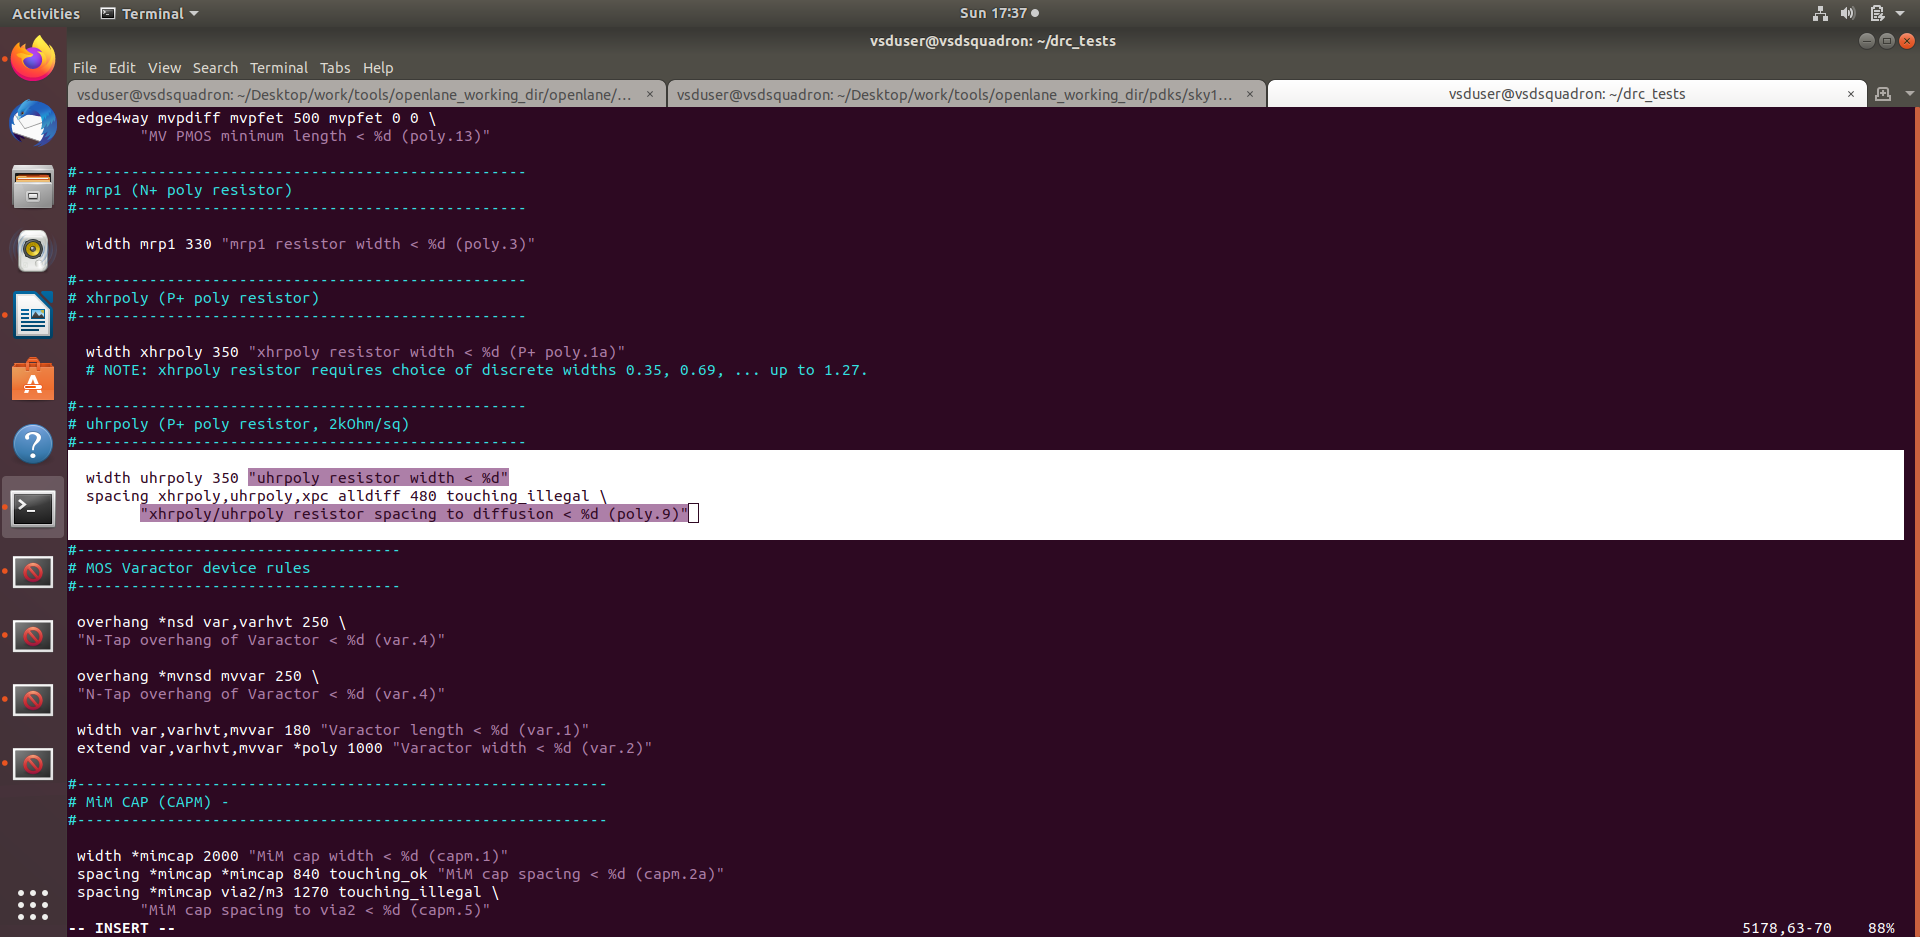 Activities Terminal Sun 17:37
vsduser@vsdsquadron: ~/drc_tests
File Edit View Search Terminal Tabs Help
vsduser@vsdsquadron: ~/Desktop/work/tools/openlane_working_dir/openlane/… × vsduser@vsdsquadron: ~/Desktop/work/tools/openlane_working_dir/pdks/sky1… × vsduser@vsdsquadron: ~/drc_tests ×
edge4way mvpdiff mvpfet 500 mvpfet 0 0 \
"MV PMOS minimum length < %d (poly.13)"
#--------------------------------------------------
# mrp1 (N+ poly resistor)
#--------------------------------------------------
width mrp1 330 "mrp1 resistor width < %d (poly.3)"
#--------------------------------------------------
# xhrpoly (P+ poly resistor)
#--------------------------------------------------
width xhrpoly 350 "xhrpoly resistor width < %d (P+ poly.1a)"
# NOTE: xhrpoly resistor requires choice of discrete widths 0.35, 0.69, ... up to 1.27.
#--------------------------------------------------
# uhrpoly (P+ poly resistor, 2kOhm/sq)
#--------------------------------------------------
width uhrpoly 350 "uhrpoly resistor width < %d"
spacing xhrpoly,uhrpoly,xpc alldiff 480 touching_illegal \
"xhrpoly/uhrpoly resistor spacing to diffusion < %d (poly.9)"
#------------------------------------
# MOS Varactor device rules
#------------------------------------
overhang *nsd var,varhvt 250 \
"N-Tap overhang of Varactor < %d (var.4)"
overhang *mvnsd mvvar 250 \
"N-Tap overhang of Varactor < %d (var.4)"
width var,varhvt,mvvar 180 "Varactor length < %d (var.1)"
extend var,varhvt,mvvar *poly 1000 "Varactor width < %d (var.2)"
#-----------------------------------------------------------
# MiM CAP (CAPM) -
#-----------------------------------------------------------
width *mimcap 2000 "MiM cap width < %d (capm.1)"
spacing *mimcap *mimcap 840 touching_ok "MiM cap spacing < %d (capm.2a)"
spacing *mimcap via2/m3 1270 touching_illegal \
"MiM cap spacing to via2 < %d (capm.5)"
-- INSERT -- 5178,63-70 88%